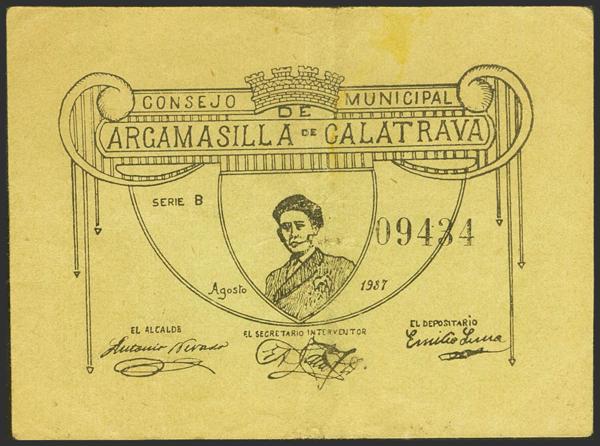 CONSEJO MUNICIPAL
DE
ARGAMASILLA DE CALATRAVA
SERIE B
09434
Agosto 1937
EL ALCALDE
EL SECRETARIO INTERVENTOR
EL DEPOSITARIO
Antonio Nevado
Emilio Luna